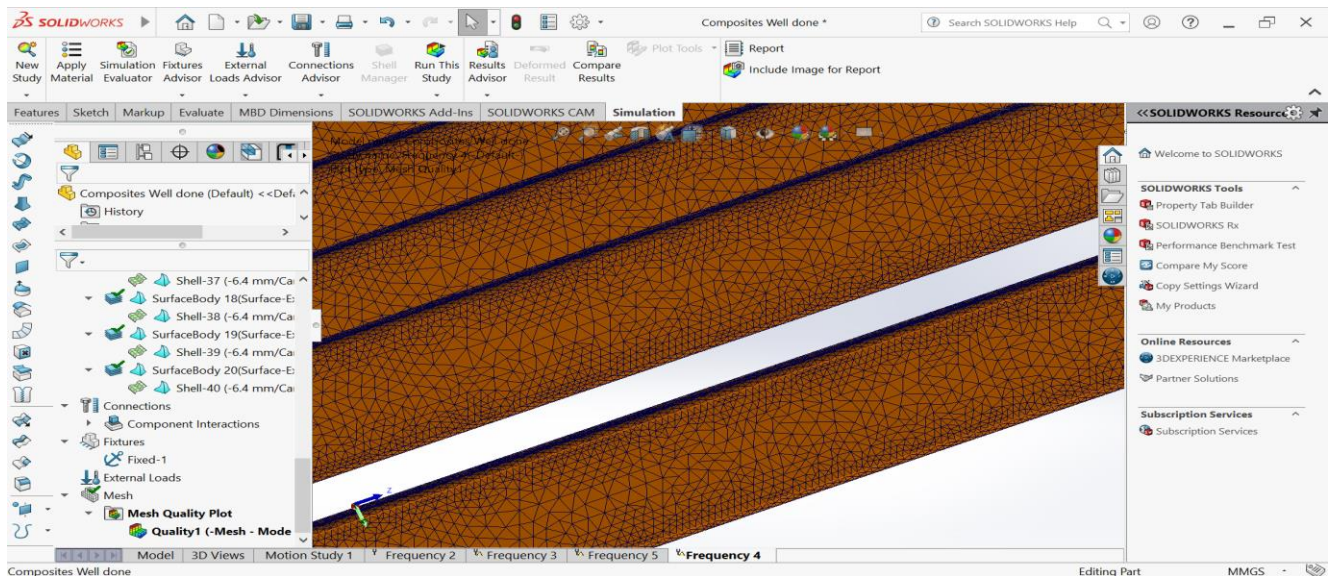 SOLIDWORKS
Composites Well done *
Search SOLIDWORKS Help
New Study
Apply Material
Simulation Evaluator
Fixtures Advisor
External Loads Advisor
Connections Advisor
Shell Manager
Run This Study
Results Advisor
Deformed Result
Compare Results
Plot Tools
Report
Include Image for Report
Features Sketch Markup Evaluate MBD Dimensions SOLIDWORKS Add-Ins SOLIDWORKS CAM Simulation
<<SOLIDWORKS Resource
Composites Well done (Default) <<Def
History
Shell-37 (-6.4 mm/Ca
SurfaceBody 18(Surface-E
Shell-38 (-6.4 mm/Ca
SurfaceBody 19(Surface-E
Shell-39 (-6.4 mm/Ca
SurfaceBody 20(Surface-E
Shell-40 (-6.4 mm/Ca
Connections
Component Interactions
Fixtures
Fixed-1
External Loads
Mesh
Mesh Quality Plot
Quality1 (-Mesh - Mode
z
Welcome to SOLIDWORKS
SOLIDWORKS Tools
Property Tab Builder
SOLIDWORKS Rx
Performance Benchmark Test
Compare My Score
Copy Settings Wizard
My Products
Online Resources
3DEXPERIENCE Marketplace
Partner Solutions
Subscription Services
Subscription Services
Model 3D Views Motion Study 1 Frequency 2 Frequency 3 Frequency 5 Frequency 4
Composites Well done
Editing Part
MMGS